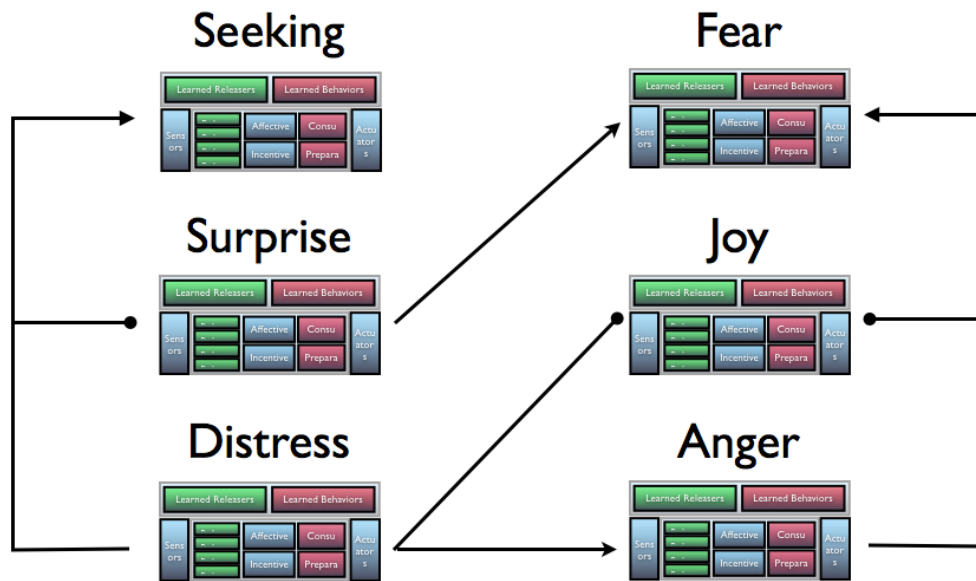 Seeking
Fear
Learned Releasers
Learned Behaviors
Sens
ors
Affective
Consu
Incentive
Prepara
Actu
ator
s
Learned Releasers
Learned Behaviors
Sens
ors
Affective
Consu
Incentive
Prepara
Actu
ator
s
Surprise
Joy
Learned Releasers
Learned Behaviors
Sens
ors
Affective
Consu
Incentive
Prepara
Actu
ator
s
Learned Releasers
Learned Behaviors
Sens
ors
Affective
Consu
Incentive
Prepara
Actu
ator
s
Distress
Anger
Learned Releasers
Learned Behaviors
Sens
ors
Affective
Consu
Incentive
Prepara
Actu
ator
s
Learned Releasers
Learned Behaviors
Sens
ors
Affective
Consu
Incentive
Prepara
Actu
ator
s